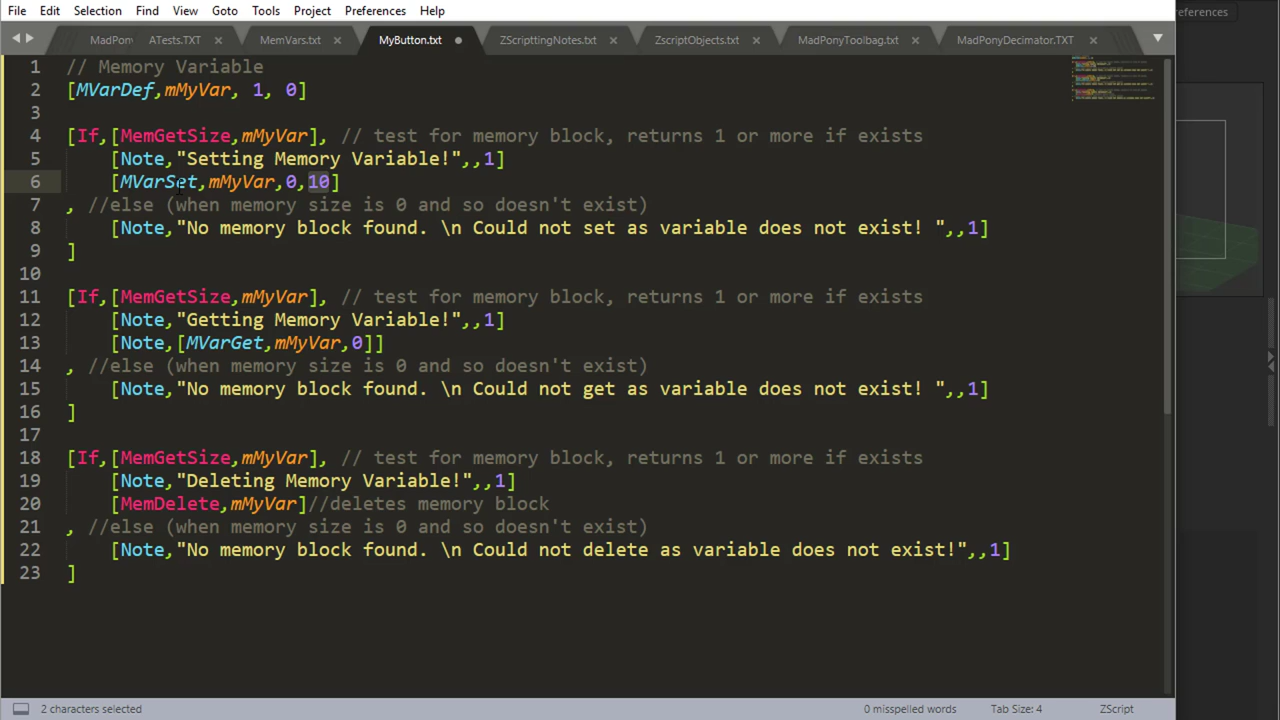 File Edit Selection Find View Goto Tools Project Preferences Help
references
MadPon ATests.TXT MemVars.txt MyButton.txt ZScripttingNotes.txt ZscriptObjects.txt MadPonyToolbag.txt MadPonyDecimator.TXT
1 // Memory Variable
2 [MVarDef,mMyVar, 1, 0]
3
4 [If,[MemGetSize,mMyVar], // test for memory block, returns 1 or more if exists
5 [Note,"Setting Memory Variable!",,1]
6 [MVarSet,mMyVar,0,10]
7 , //else (when memory size is 0 and so doesn't exist)
8 [Note,"No memory block found. \n Could not set as variable does not exist! ",,1]
9 ]
10
11 [If,[MemGetSize,mMyVar], // test for memory block, returns 1 or more if exists
12 [Note,"Getting Memory Variable!",,1]
13 [Note,[MVarGet,mMyVar,0]]
14 , //else (when memory size is 0 and so doesn't exist)
15 [Note,"No memory block found. \n Could not get as variable does not exist! ",,1]
16 ]
17
18 [If,[MemGetSize,mMyVar], // test for memory block, returns 1 or more if exists
19 [Note,"Deleting Memory Variable!",,1]
20 [MemDelete,mMyVar]//deletes memory block
21 , //else (when memory size is 0 and so doesn't exist)
22 [Note,"No memory block found. \n Could not delete as variable does not exist!",,1]
23 ]
2 characters selected 0 misspelled words Tab Size: 4 ZScript